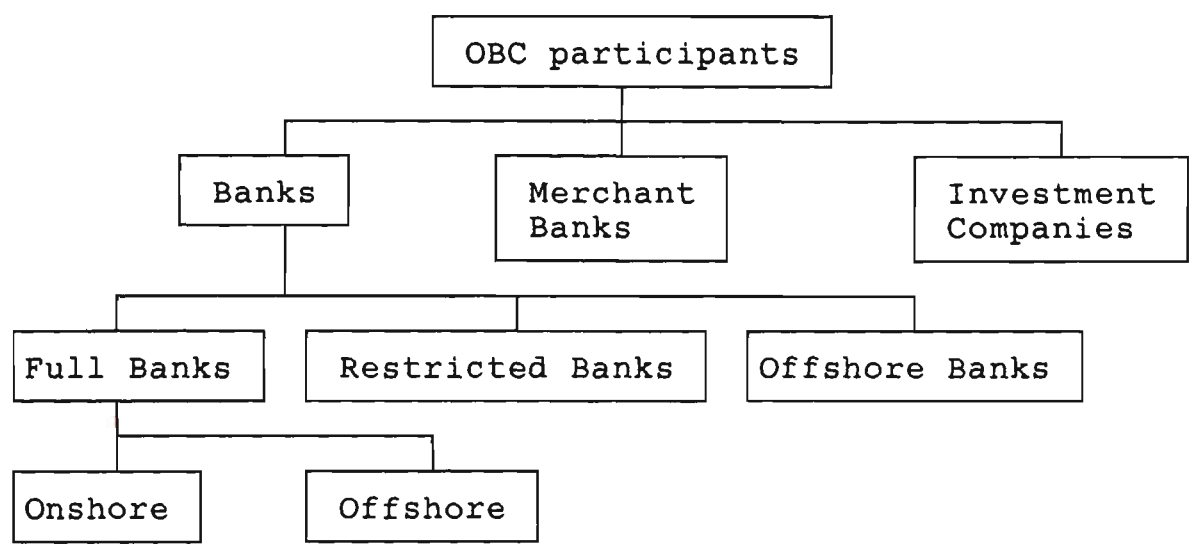 OBC participants
Banks
Merchant
Banks
Investment
Companies
Full Banks
Restricted Banks
Offshore Banks
Onshore
Offshore